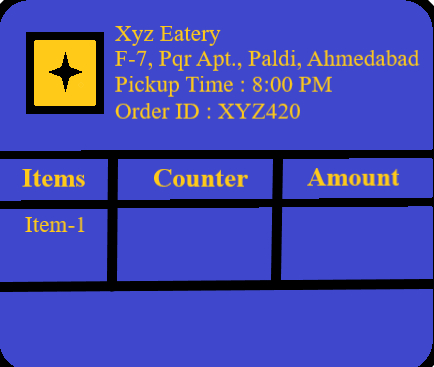 Xyz Eatery
F-7, Pqr Apt., Paldi, Ahmedabad
Pickup Time : 8:00 PM
Order ID : XYZ420
Items Counter Amount
Item-1